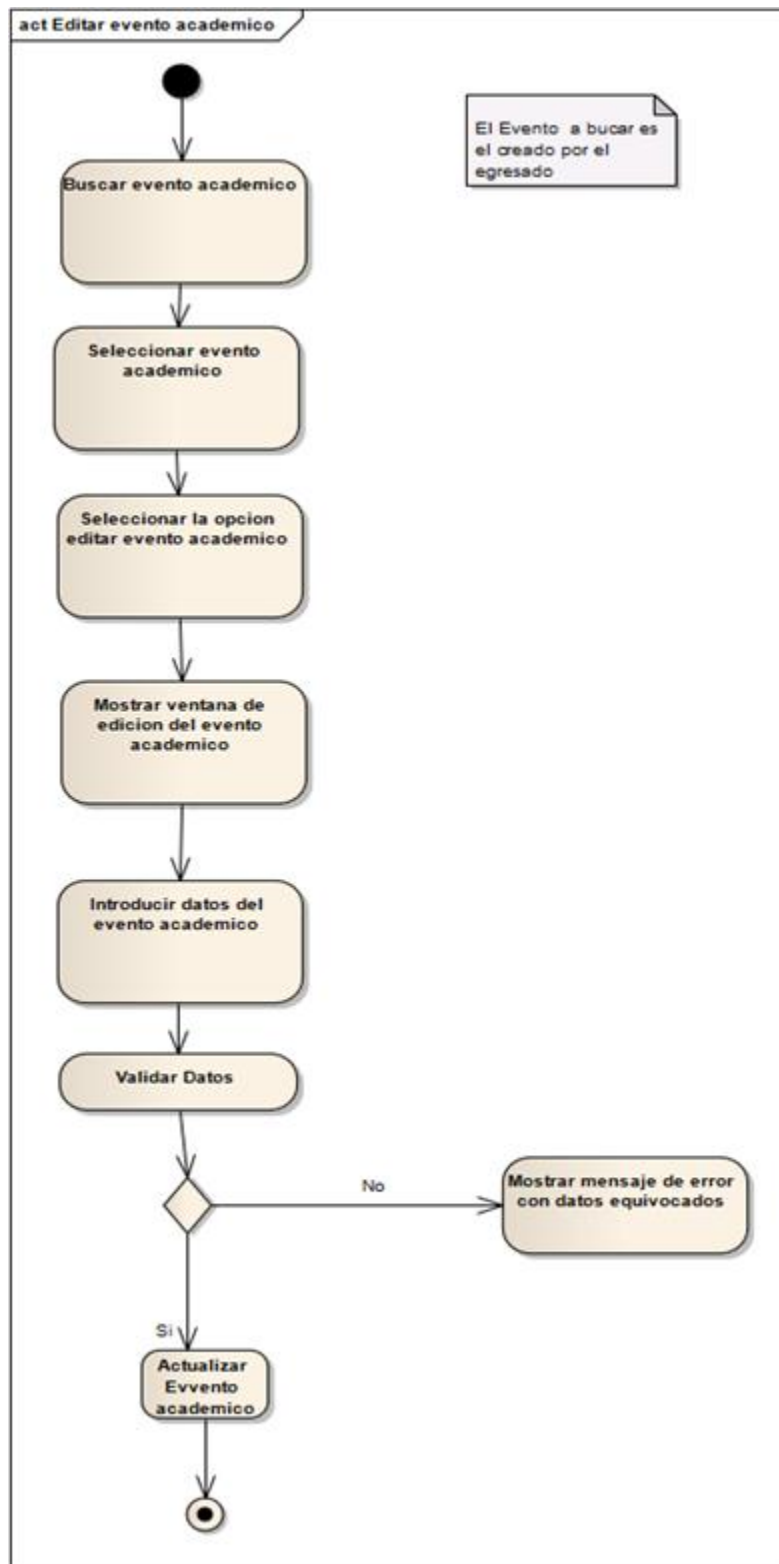 act Editar evento academico
El Evento a bucar es
el creado por el
egresado
Buscar evento academico
Seleccionar evento
academico
Seleccionar la opcion
editar evento academico
Mostrar ventana de
edicion del evento
academico
Introducir datos del
evento academico
Validar Datos
No
Mostrar mensaje de error
con datos equivocados
Si
Actualizar
Evvento
academico